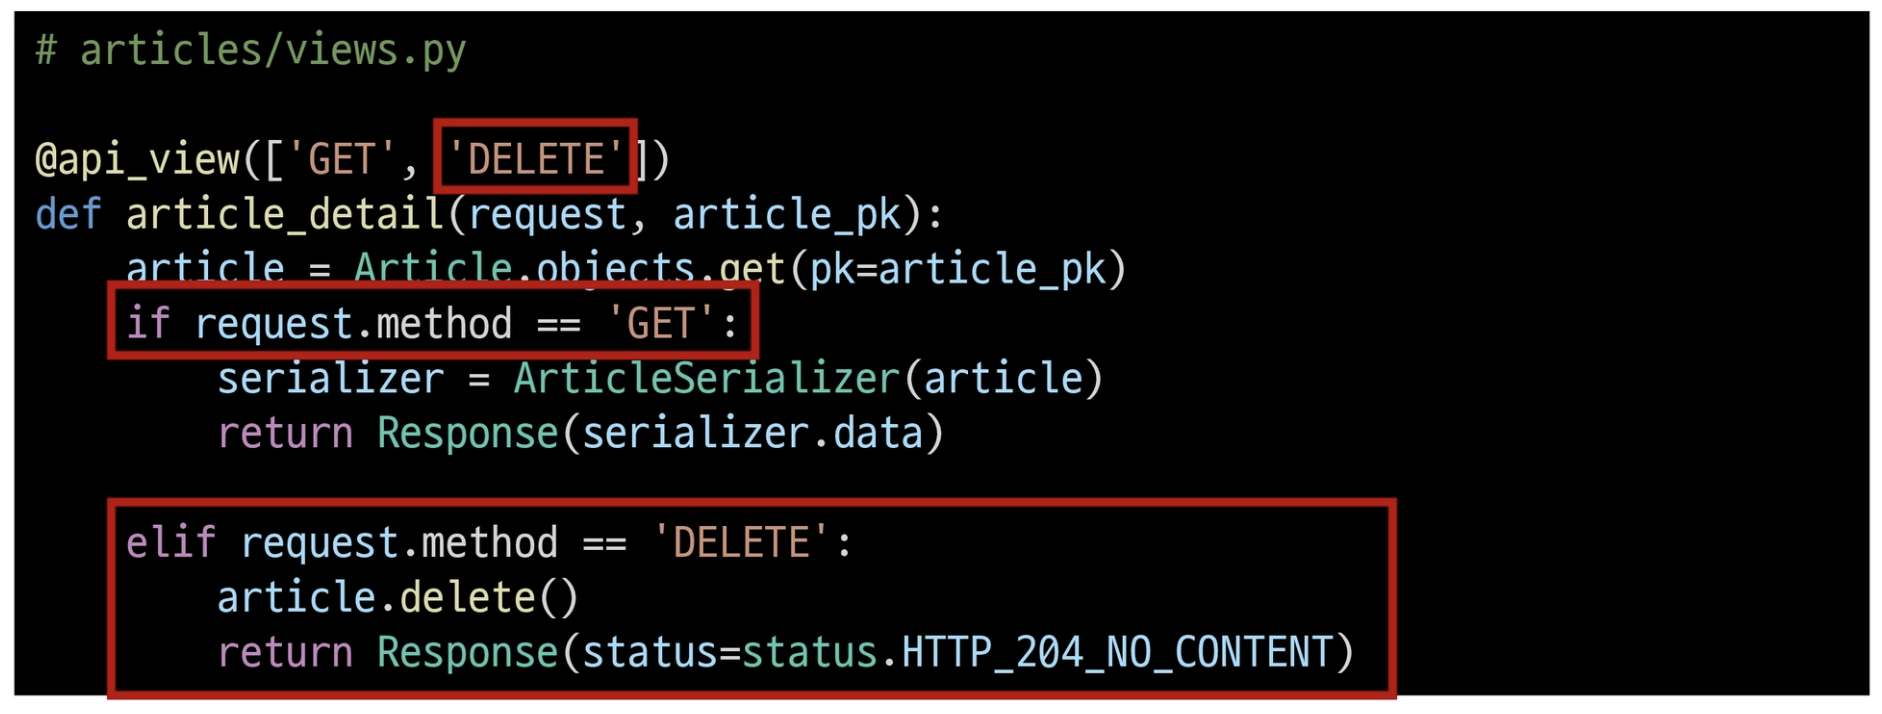 # articles/views.py
@api_view(['GET', 'DELETE'])
def article_detail(request, article_pk):
    article = Article.objects.get(pk=article_pk)
    if request.method == 'GET':
        serializer = ArticleSerializer(article)
        return Response(serializer.data)
    elif request.method == 'DELETE':
        article.delete()
        return Response(status=status.HTTP_204_NO_CONTENT)